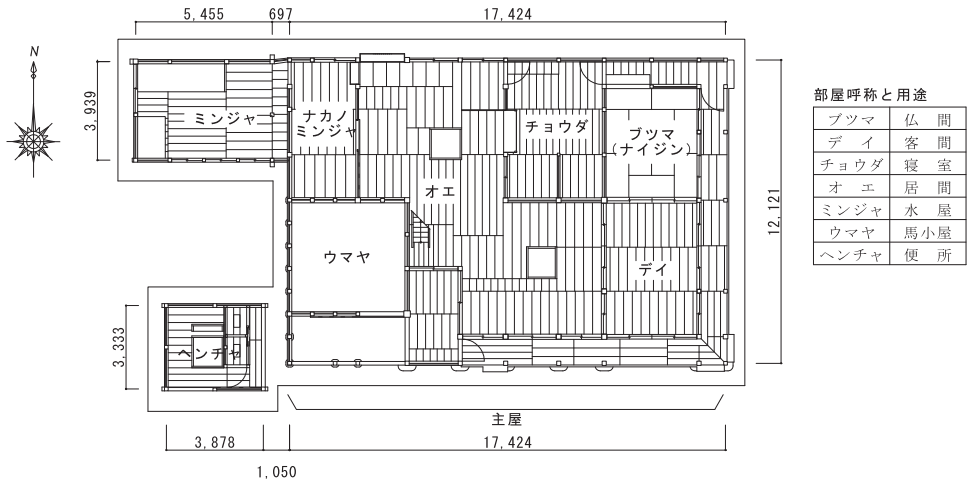 5,455
697
17,424
N
3,939
ミンジャ
ナカノ
ミンジャ
チョウダ
ブツマ
(ナイジン)
オエ
ウマヤ
デイ
12,121
3,333
ヘンチャ
主屋
3,878
17,424
1,050
部屋呼称と用途
ブツマ 仏間
デイ 客間
チョウダ 寝室
オエ 居間
ミンジャ 水屋
ウマヤ 馬小屋
ヘンチャ 便所